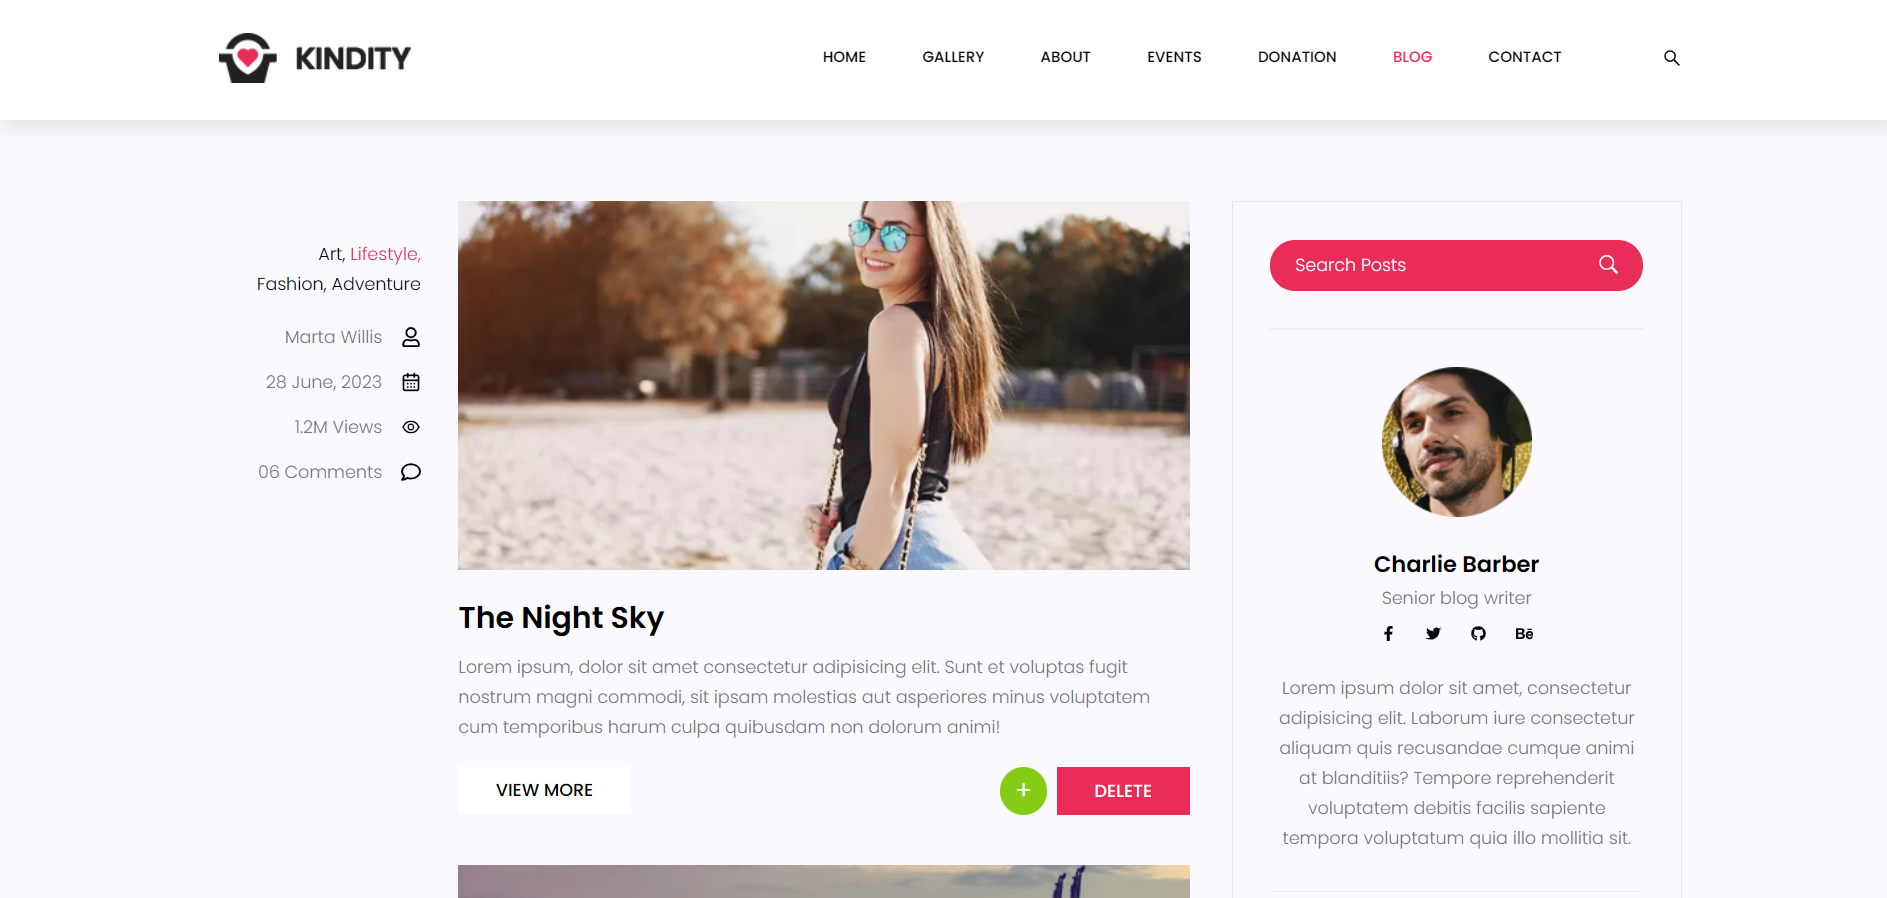 KINDITY
HOME
GALLERY
ABOUT
EVENTS
DONATION
BLOG
CONTACT
Art, Lifestyle,
Fashion, Adventure
Marta Willis
28 June, 2023
1.2M Views
06 Comments
The Night Sky
Lorem ipsum, dolor sit amet consectetur adipisicing elit. Sunt et voluptas fugit
nostrum magni commodi, sit ipsam molestias aut asperiores minus voluptatem
cum temporibus harum culpa quibusdam non dolorum animi!
VIEW MORE
+
DELETE
Search Posts
Charlie Barber
Senior blog writer
Bē
Lorem ipsum dolor sit amet, consectetur
adipisicing elit. Laborum iure consectetur
aliquam quis recusandae cumque animi
at blanditiis? Tempore reprehenderit
voluptatem debitis facilis sapiente
tempora voluptatum quia illo mollitia sit.